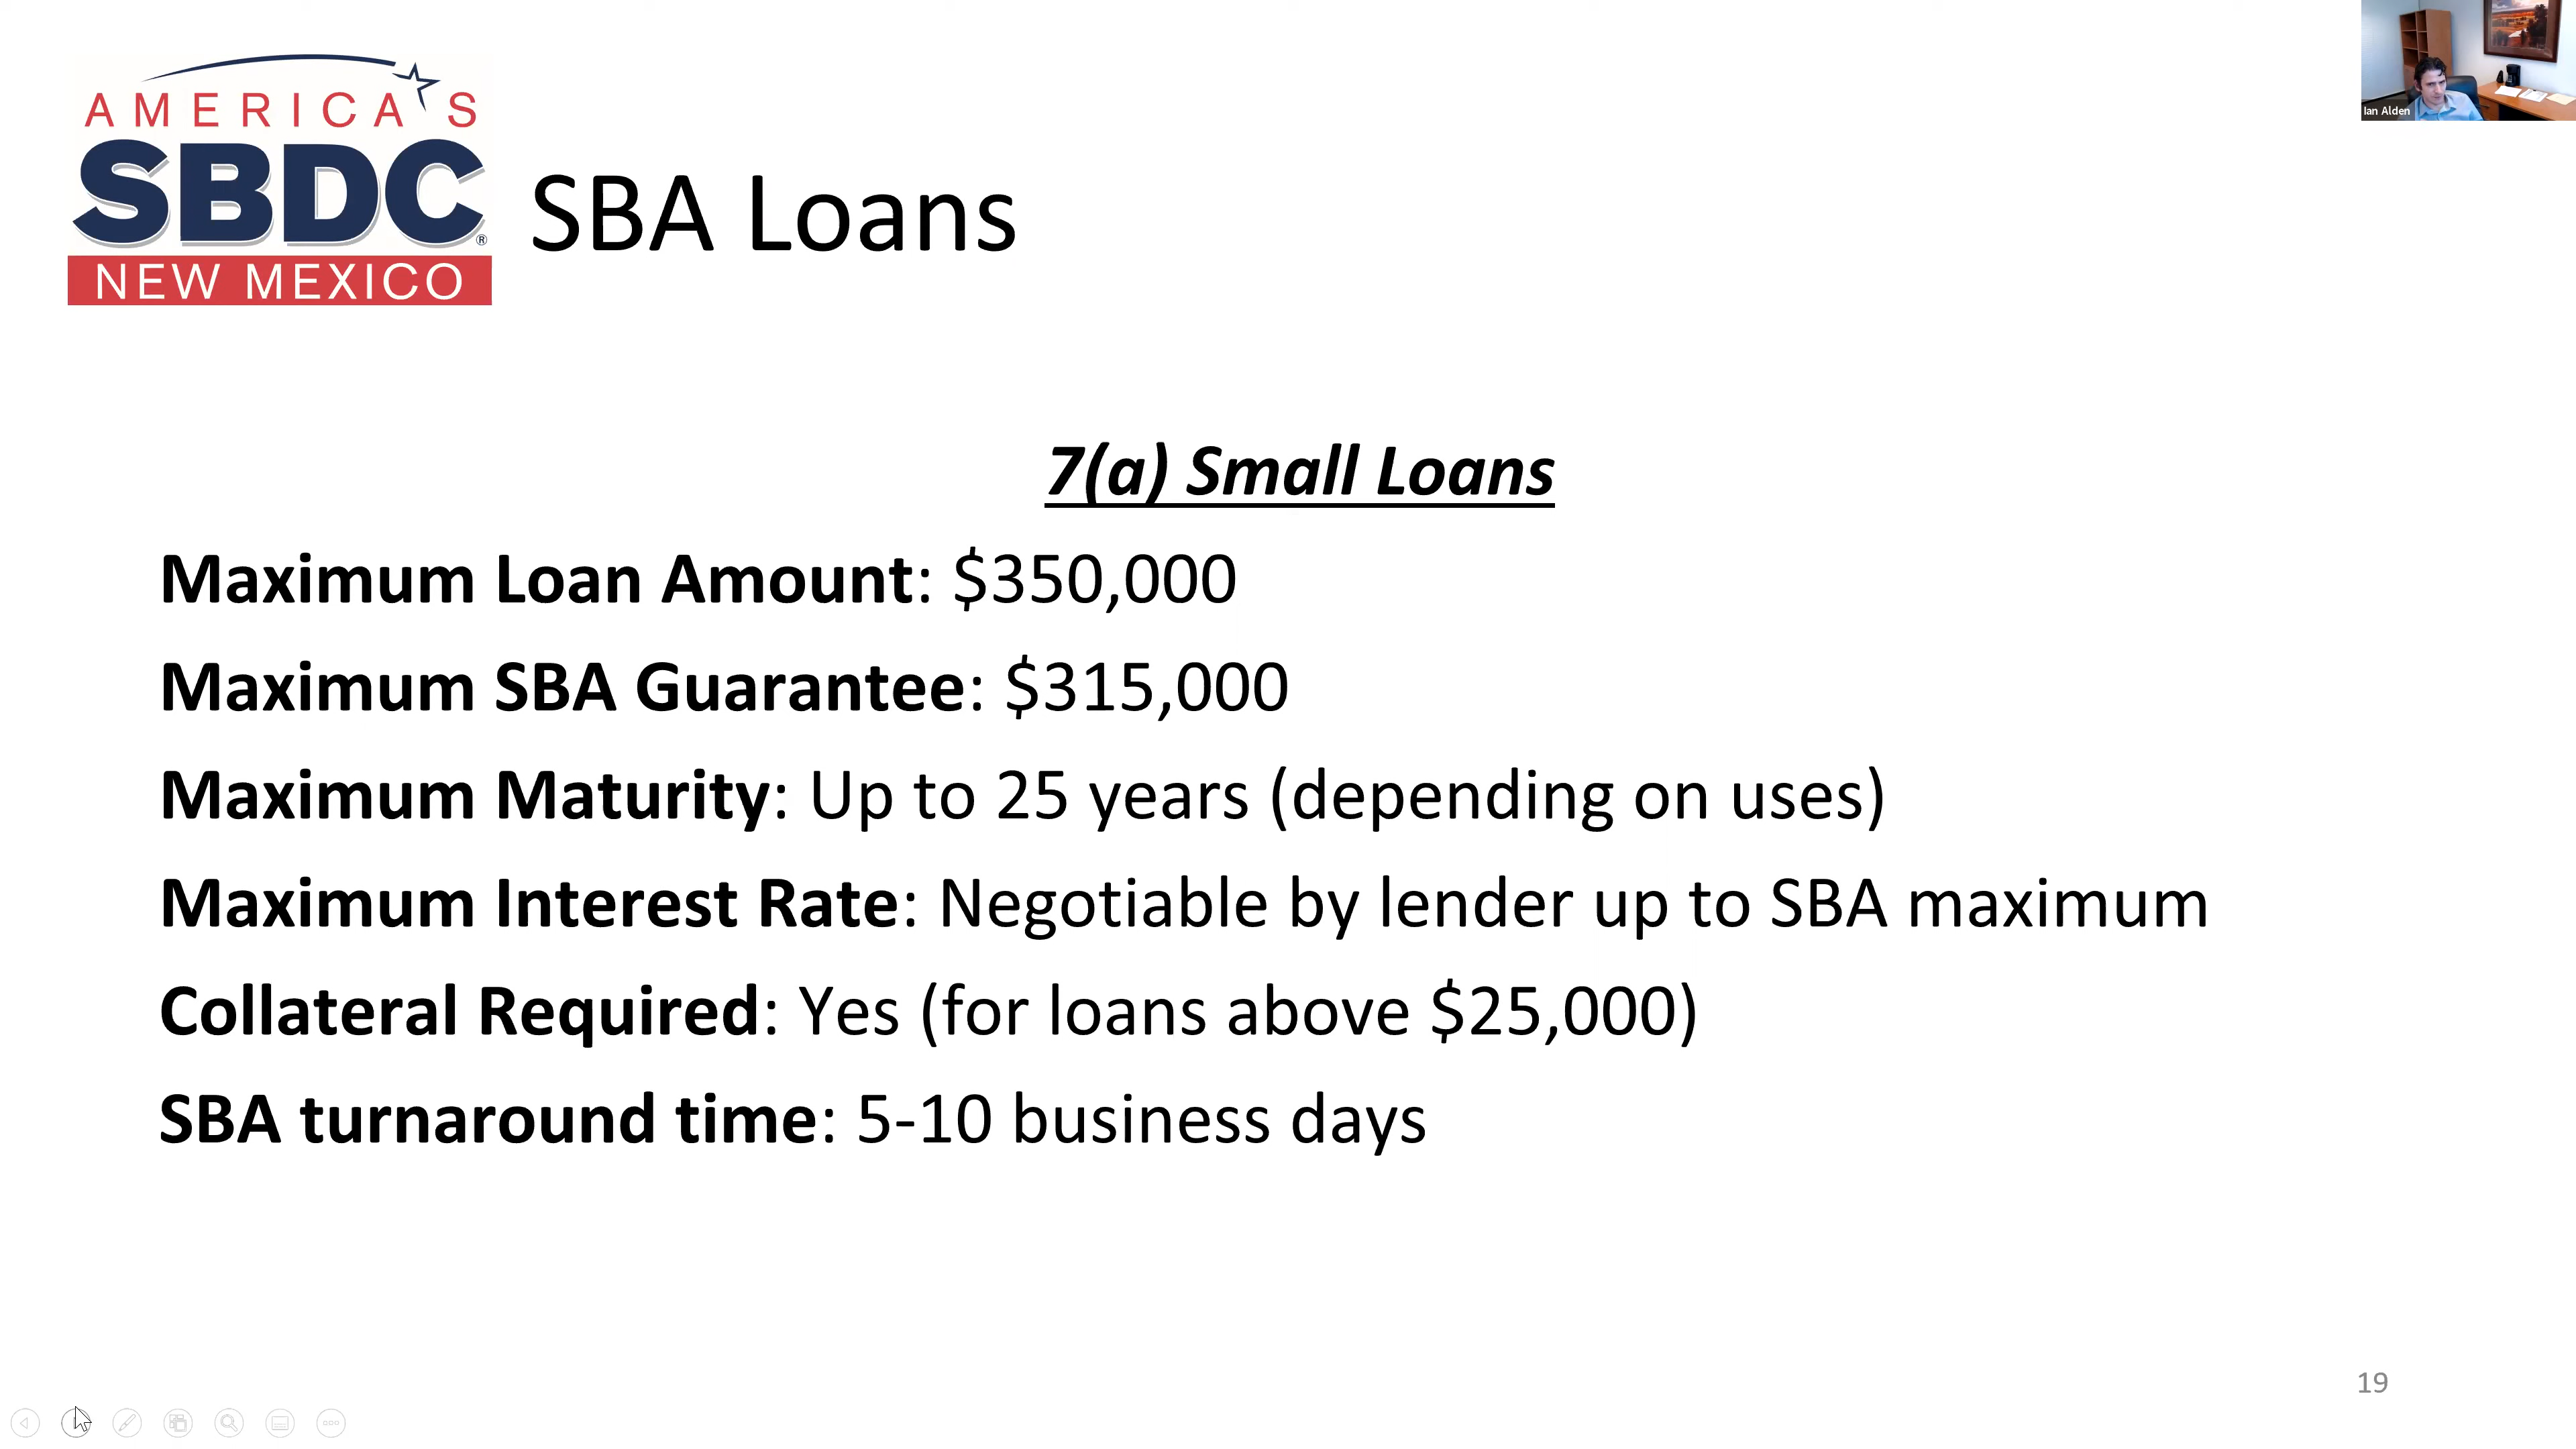 AMERICA'S
SBDC®
NEW MEXICO
SBA Loans
Ian Alden
7(a) Small Loans
Maximum Loan Amount: $350,000
Maximum SBA Guarantee: $315,000
Maximum Maturity: Up to 25 years (depending on uses)
Maximum Interest Rate: Negotiable by lender up to SBA maximum
Collateral Required: Yes (for loans above $25,000)
SBA turnaround time: 5-10 business days
19